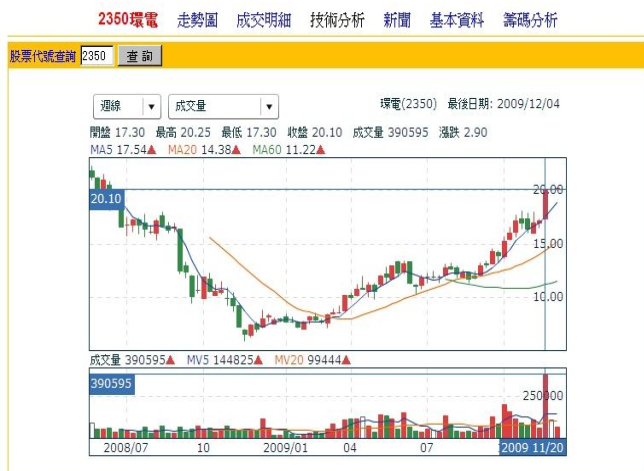 2350環電 走勢圖 成交明細 技術分析 新聞 基本資料 籌碼分析
股票代號查詢 2350 查 詢
週線 成交量 環電(2350) 最後日期: 2009/12/04
開盤 17.30 最高 20.25 最低 17.30 收盤 20.10 成交量 390595 漲跌 2.90
MA5 17.54▲ MA20 14.38▲ MA60 11.22▲
20.10 20.00
15.00
10.00
成交量 390595▲ MV5 144825▲ MV20 99444▲
390595
250000
2008/07 10 2009/01 04 07 2009 11/20